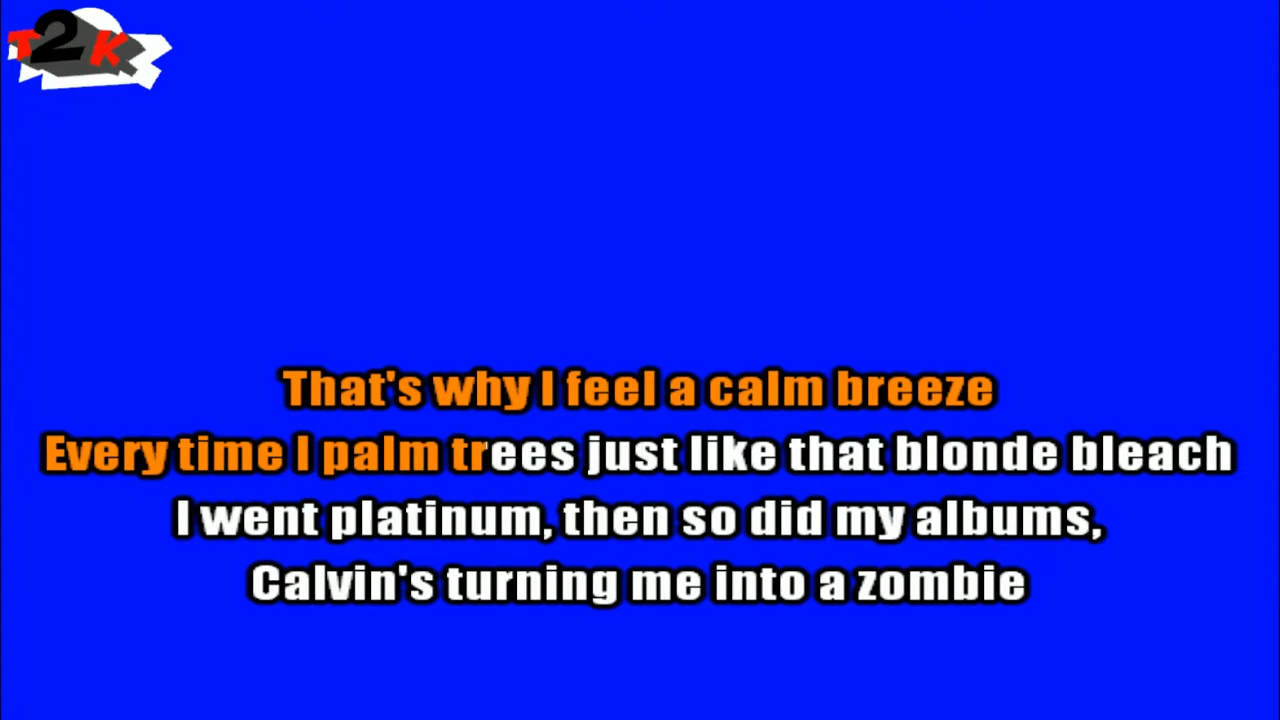 T2K
That's why I feel a calm breeze
Every time I palm trees just like that blonde bleach
I went platinum, then so did my albums,
Calvin's turning me into a zombie